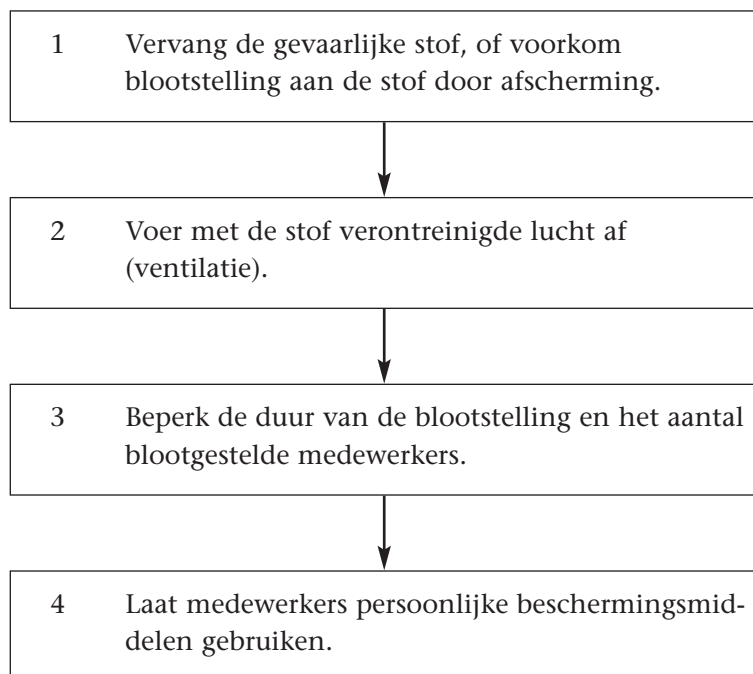 1 Vervang de gevaarlijke stof, of voorkom
blootstelling aan de stof door afscherming.
2 Voer met de stof verontreinigde lucht af
(ventilatie).
3 Beperk de duur van de blootstelling en het aantal
blootgestelde medewerkers.
4 Laat medewerkers persoonlijke beschermingsmid-
delen gebruiken.